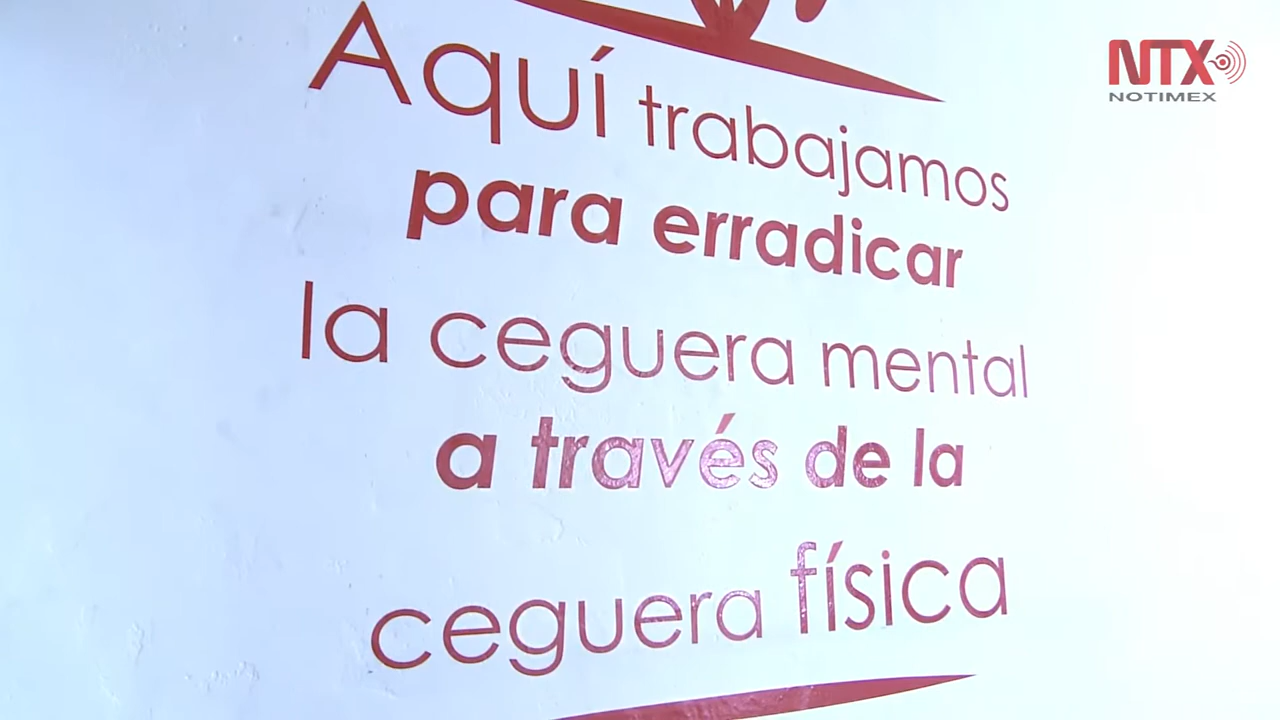 Aquí trabajamos
para erradicar
la ceguera mental
a través de la
ceguera física
NTX
NOTIMEX